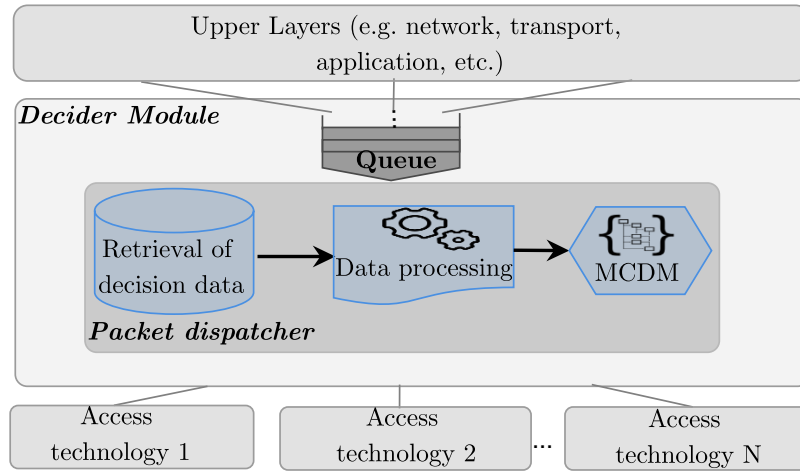 Upper Layers (e.g. network, transport,
application, etc.)
Decider Module
Queue
Retrieval of
decision data
Data processing
MCDM
Packet dispatcher
Access
technology 1
Access
technology 2
...
Access
technology N